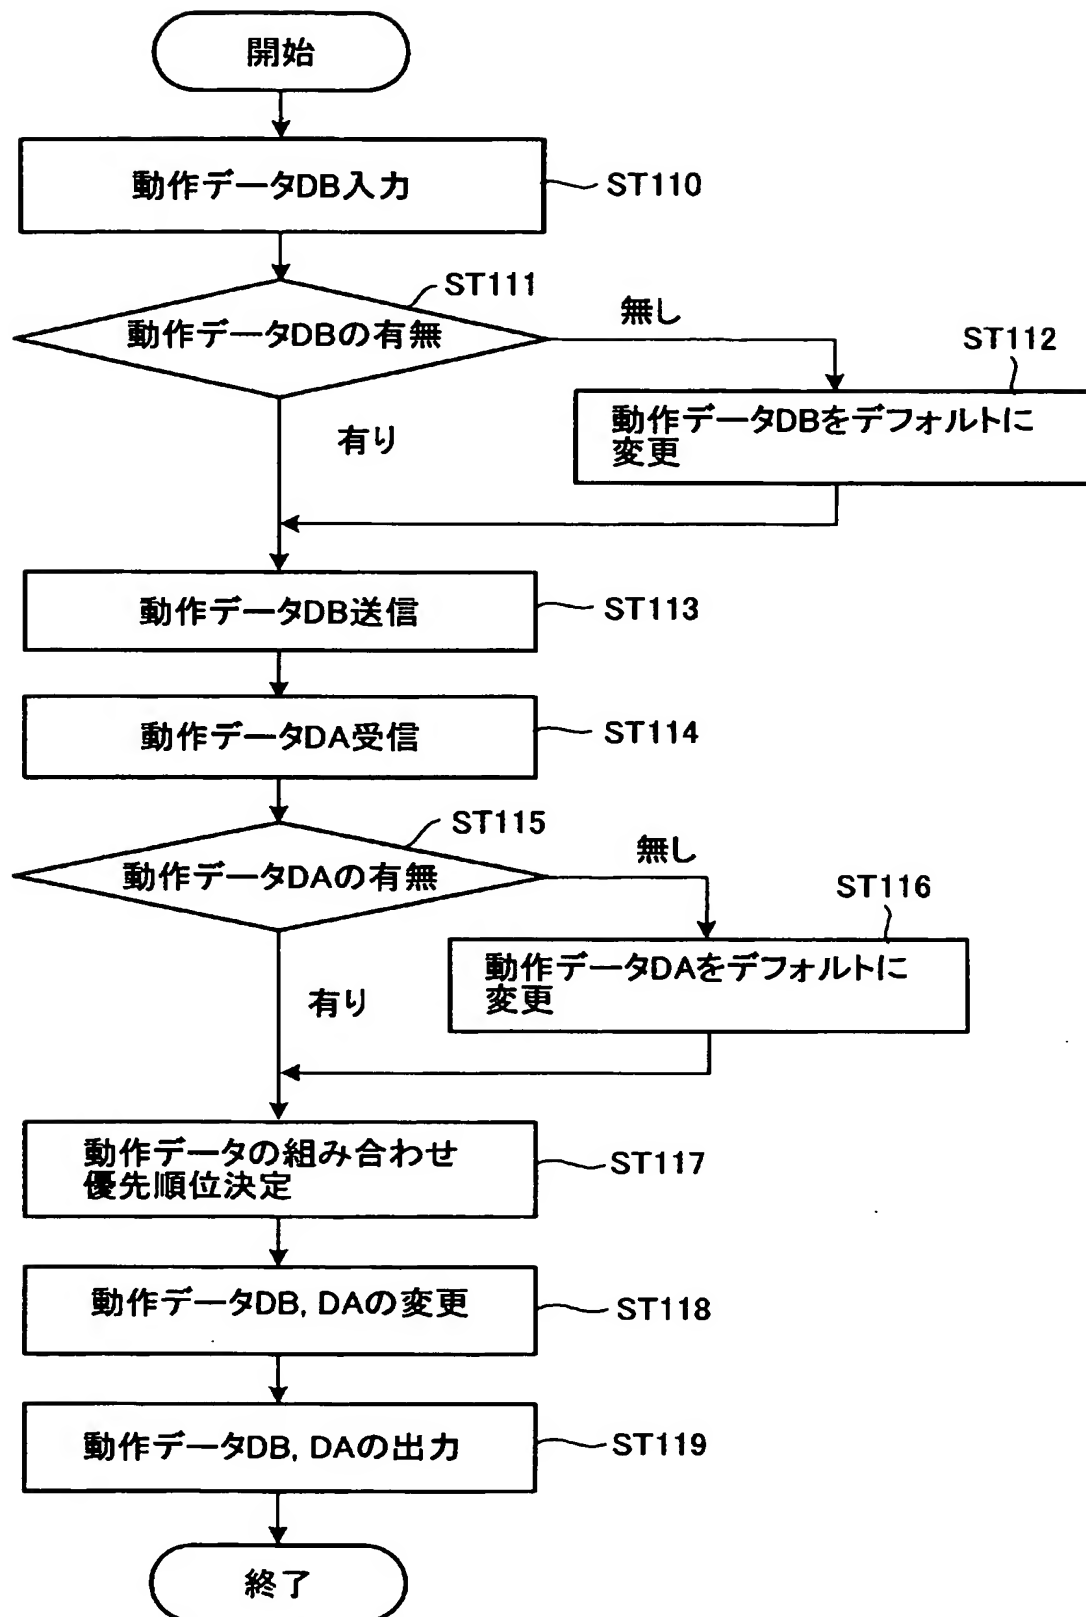 開始
動作データDB入力
ST110
ST111
動作データDBの有無
無し
ST112
動作データDBをデフォルトに
変更
有り
動作データDB送信
ST113
動作データDA受信
ST114
ST115
動作データDAの有無
無し
ST116
動作データDAをデフォルトに
変更
有り
動作データの組み合わせ
優先順位決定
ST117
動作データDB, DAの変更
ST118
動作データDB, DAの出力
ST119
終了